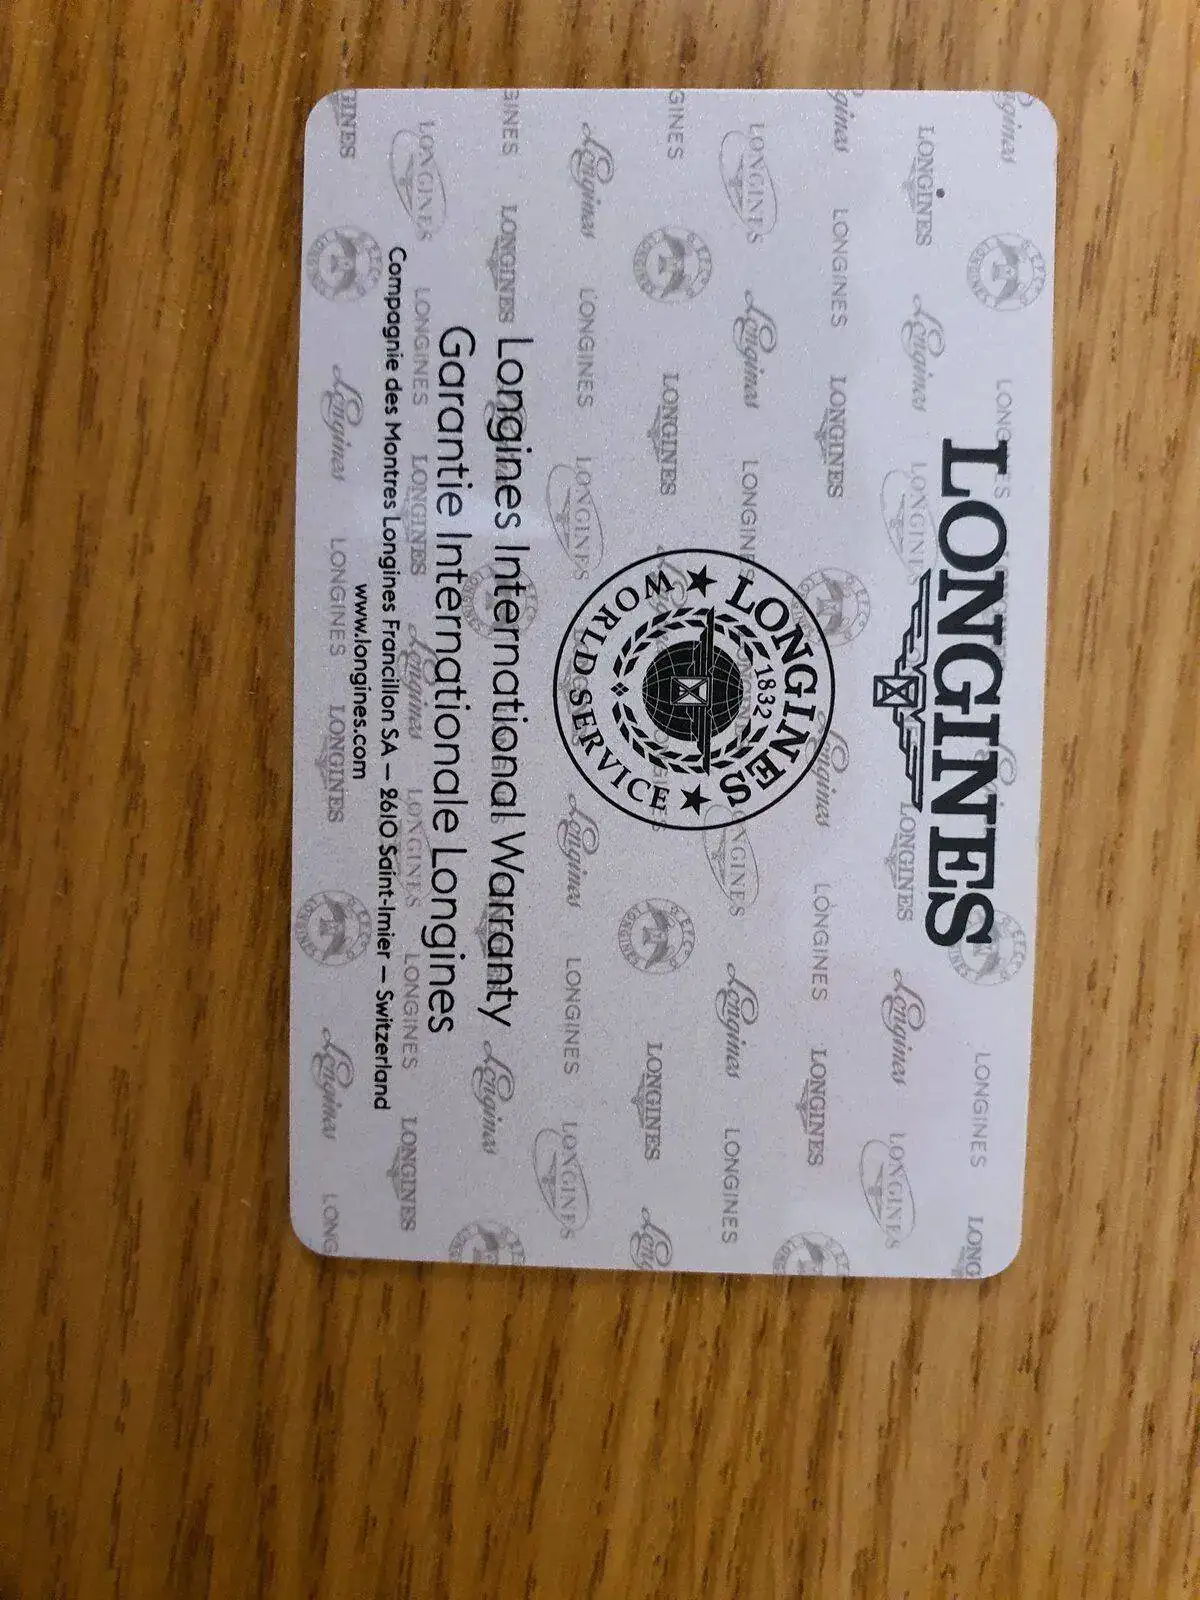 LONGINES
LONGINES
1832
WORLD SERVICE
Longines International Warranty
Garantie Internationale Longines
Compagnie des Montres Longines Francillon SA – 2610 Saint-Imier – Switzerland
www.longines.com